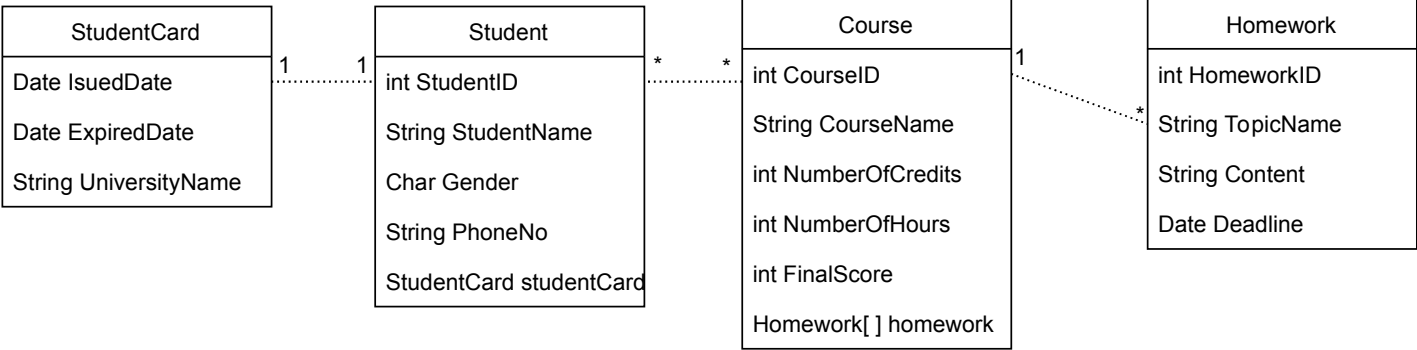 StudentCard
Date IsuedDate
Date ExpiredDate
String UniversityName
1
1
Student
int StudentID
String StudentName
Char Gender
String PhoneNo
StudentCard studentCard
*
*
Course
int CourseID
String CourseName
int NumberOfCredits
int NumberOfHours
int FinalScore
Homework[ ] homework
1
*
Homework
int HomeworkID
String TopicName
String Content
Date Deadline